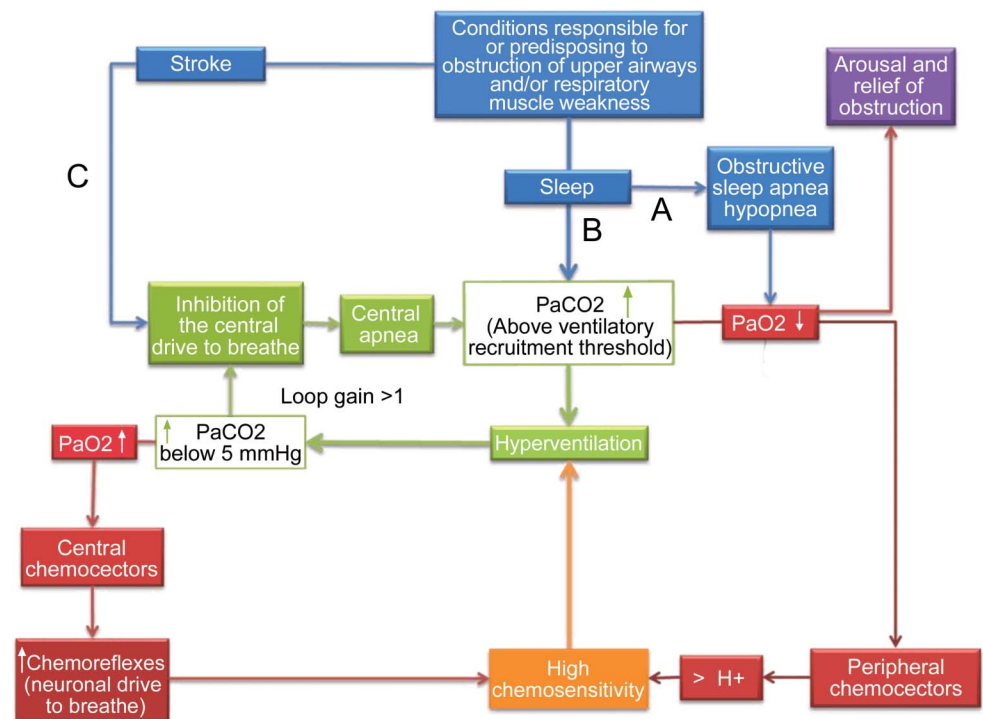 Conditions responsible for
or predisposing to
obstruction of upper airways
and/or respiratory
muscle weakness
Stroke
Arousal and
relief of
obstruction
C
Sleep
A
Obstructive
sleep apnea
hypopnea
B
Inhibition of
the central
drive to breathe
Central
apnea
PaCO2 ↑
(Above ventilatory
recruitment threshold)
PaO2 ↓
Loop gain >1
PaO2 ↑
↑ PaCO2
below 5 mmHg
Hyperventilation
Central
chemocectors
↑Chemoreflexes
(neuronal drive
to breathe)
High
chemosensitivity
> H+
Peripheral
chemocectors